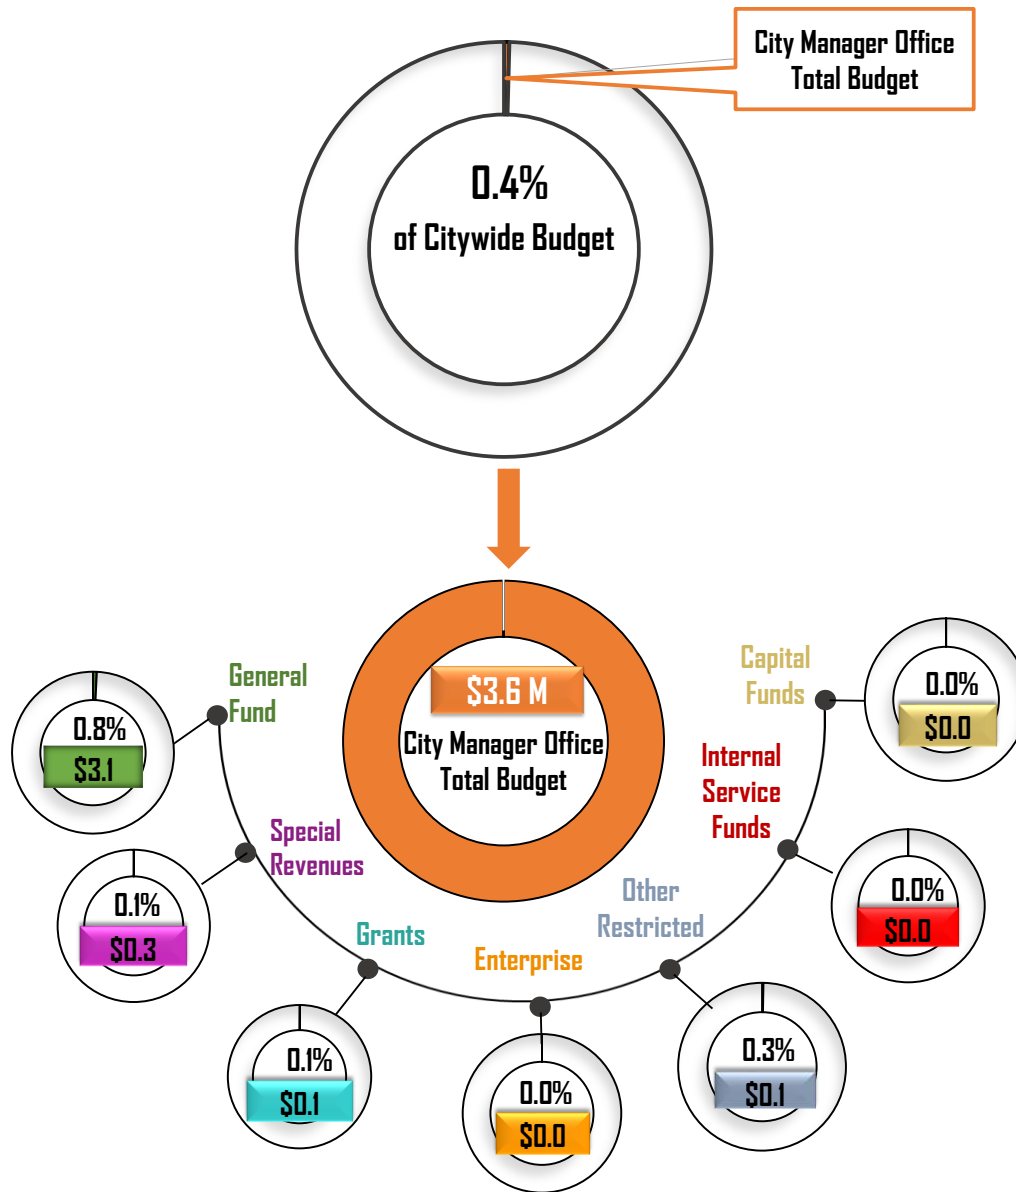 City Manager Office
Total Budget
0.4%
of Citywide Budget
$3.6 M
City Manager Office
Total Budget
General
Fund
0.8%
$3.1
Special
Revenues
0.1%
$0.3
Grants
0.1%
$0.1
Enterprise
0.0%
$0.0
Other
Restricted
0.3%
$0.1
Internal
Service
Funds
0.0%
$0.0
Capital
Funds
0.0%
$0.0